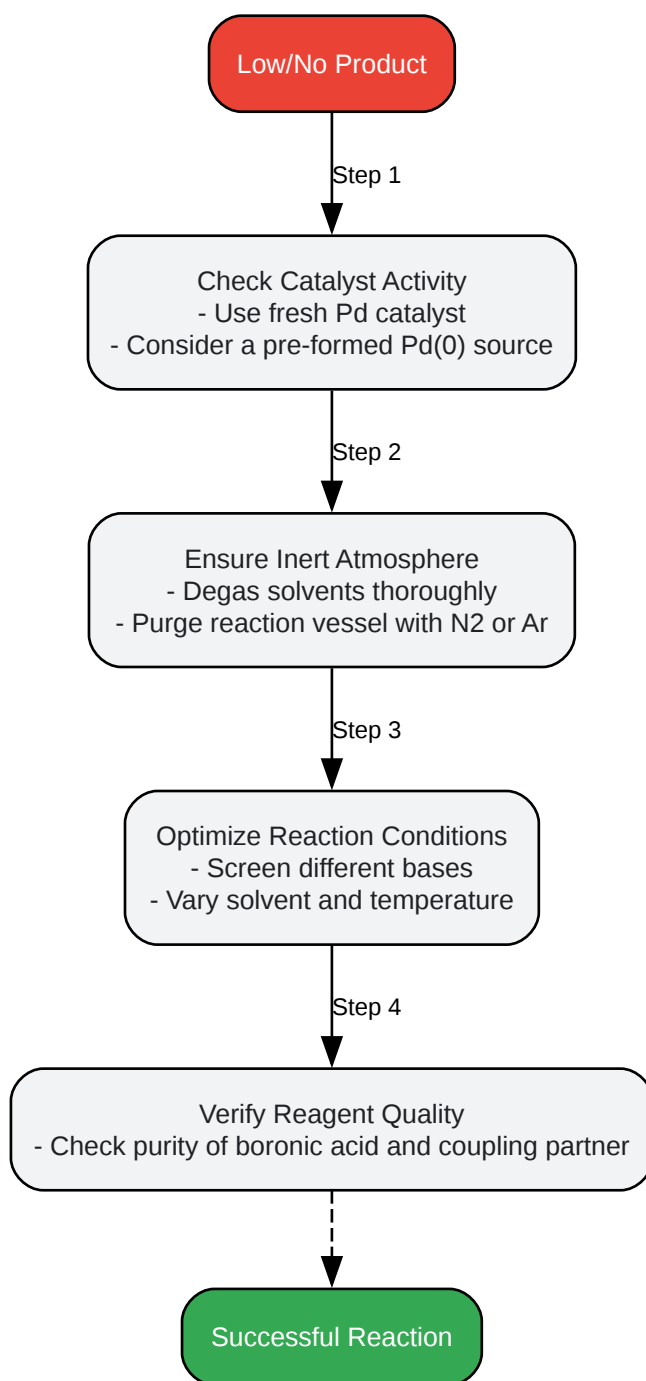 Low/No Product
Step 1
Check Catalyst Activity
- Use fresh Pd catalyst
- Consider a pre-formed Pd(0) source
Step 2
Ensure Inert Atmosphere
- Degas solvents thoroughly
- Purge reaction vessel with N2 or Ar
Step 3
Optimize Reaction Conditions
- Screen different bases
- Vary solvent and temperature
Step 4
Verify Reagent Quality
- Check purity of boronic acid and coupling partner
Successful Reaction